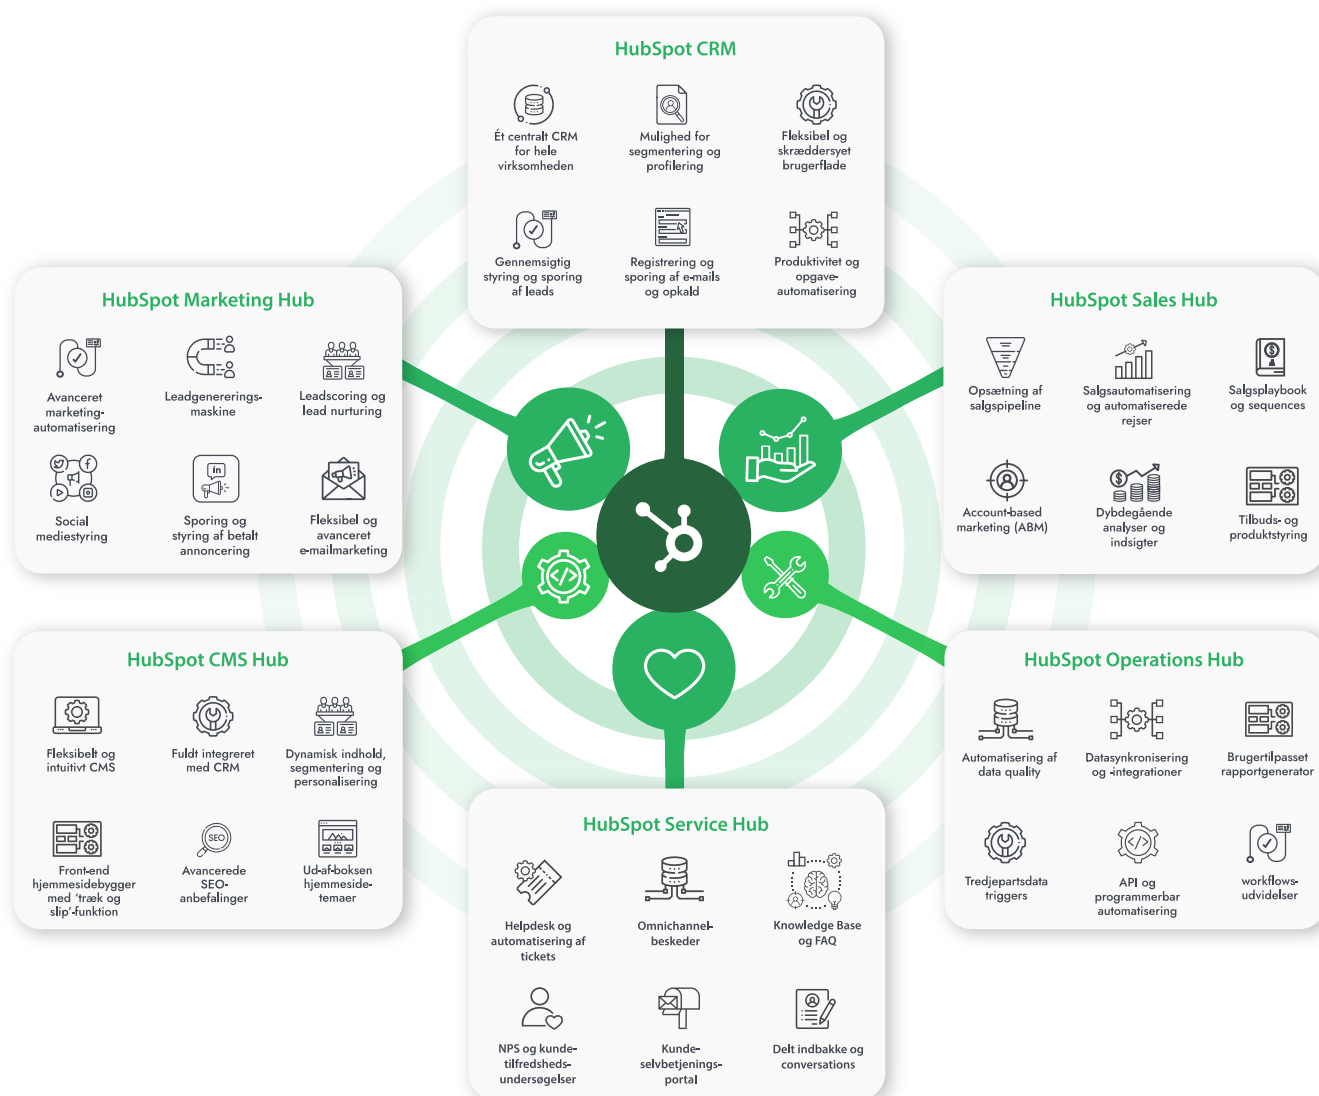 HubSpot CRM
Ét centralt CRM
for hele
virksomheden
Mulighed for
segmentering og
profilering
Fleksibel og
skræddersyet
brugerflade
Gennemsigtig
styring og sporing
af leads
Registrering og
sporing af e-mails
og opkald
Produktivitet og
opgave-
automatisering
HubSpot Marketing Hub
Avanceret
marketing-
automatisering
Leadgenererings-
maskine
Leadscoring og
lead nurturing
Social
mediestyring
in
Sporing og
styring af betalt
annoncering
Fleksibel og
avanceret
e-mailmarketing
HubSpot Sales Hub
Opsætning af
salgspipeline
Salgsautomatisering
og automatiserede
rejser
Salgsplaybook
og sequences
Account-based
marketing (ABM)
Dybdegående
analyser og
indsigter
Tilbuds- og
produktstyring
HubSpot CMS Hub
Fleksibelt og
intuitivt CMS
Fuldt integreret
med CRM
Dynamisk indhold,
segmentering og
personalisering
Front-end
hjemmesidebygger
med 'træk og
slip'-funktion
SEO
Avancerede
SEO-
anbefalinger
Ud-af-boksen
hjemmeside-
temaer
HubSpot Operations Hub
Automatisering af
data quality
Datasynkronisering
og -integrationer
Brugertilpasset
rapportgenerator
Tredjepartsdata
triggers
API og
programmerbar
automatisering
workflows-
udvidelser
HubSpot Service Hub
Helpdesk og
automatisering af
tickets
Omnichannel-
beskeder
Knowledge Base
og FAQ
NPS og kunde-
tilfredsheds-
undersøgelser
Kunde-
selvbetjenings-
portal
Delt indbakke og
conversations